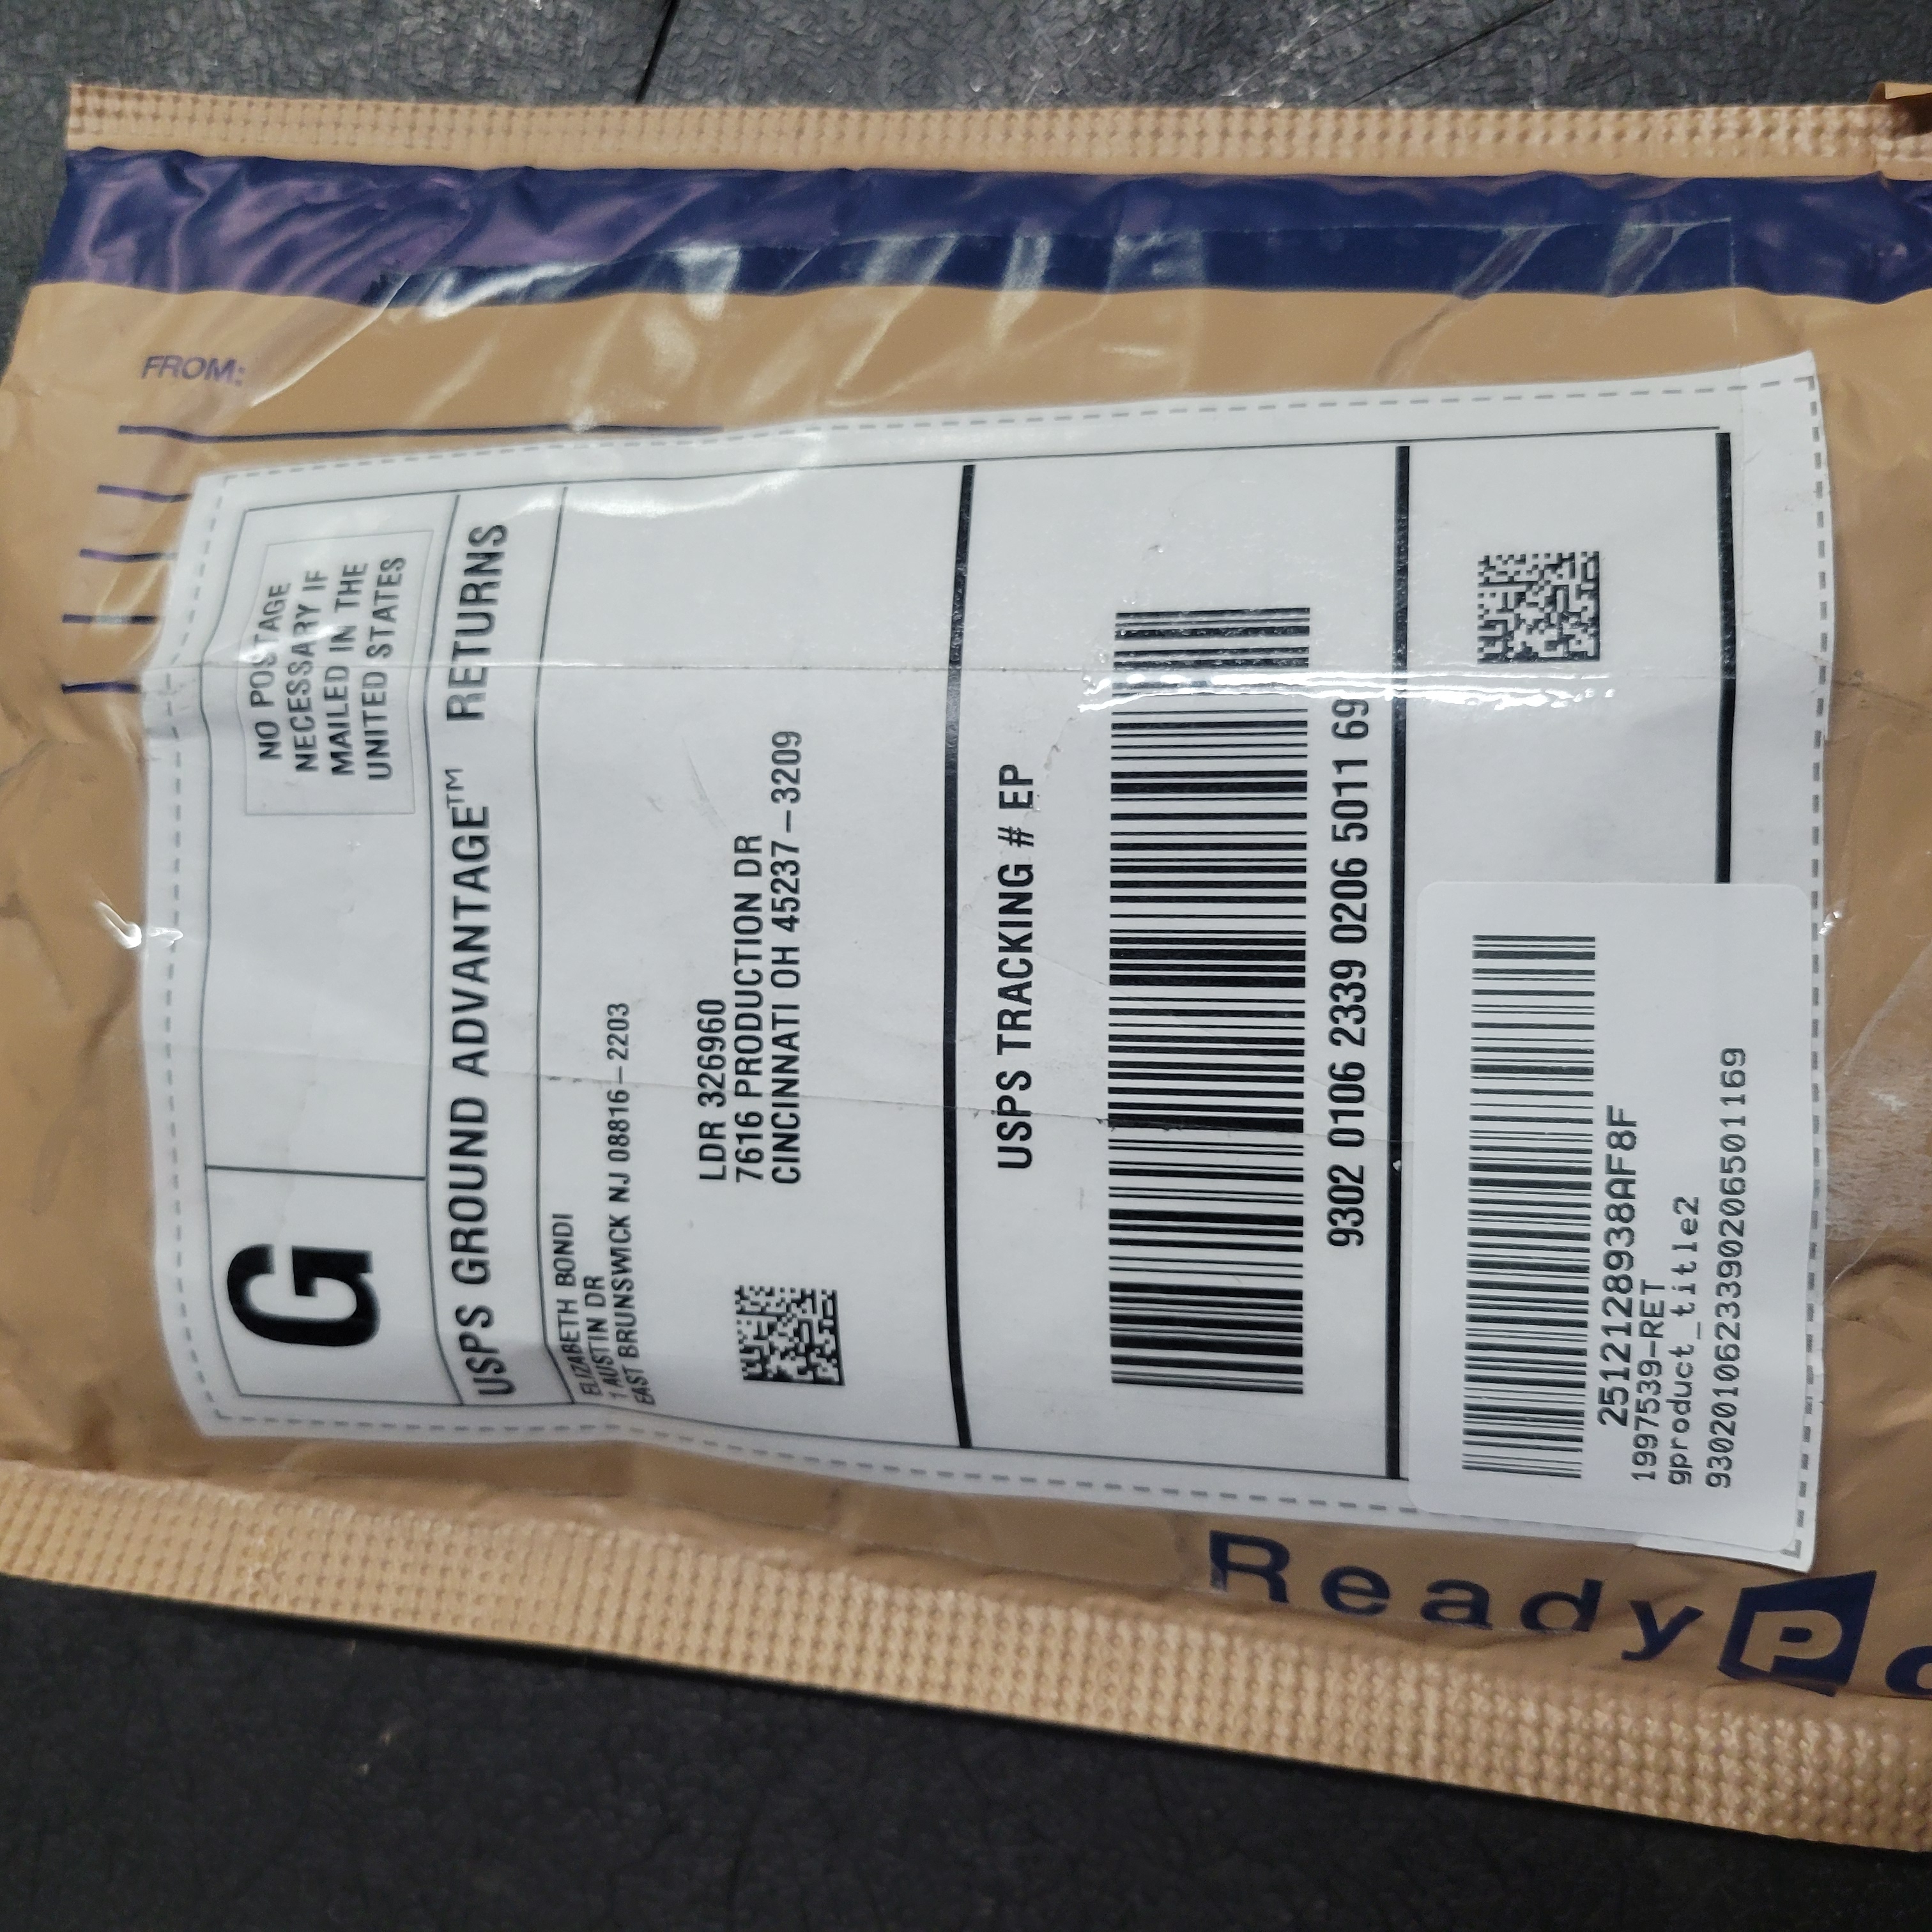 FROM:
NO POSTAGE
NECESSARY IF
MAILED IN THE
UNITED STATES
G
USPS GROUND ADVANTAGE™ RETURNS
ELIZABETH BONDI
1 AUSTIN DR
EAST BRUNSWICK NJ 08816-2203
LDR 326960
7616 PRODUCTION DR
CINCINNATI OH 45237-3209
USPS TRACKING # EP
9302 0106 2339 0206 5011 69
2512128938AF8F
19977539-RET
gproduct_title2
9302010623390206501169
Ready P